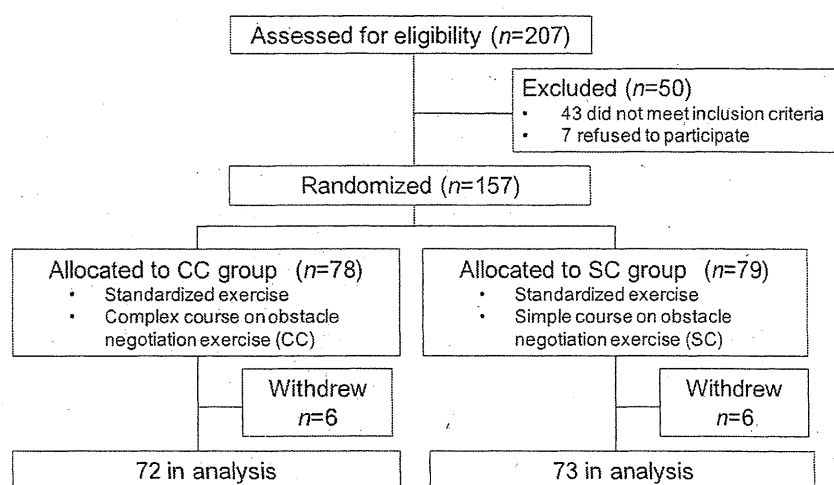 Assessed for eligibility (n=207)
Excluded (n=50)
• 43 did not meet inclusion criteria
• 7 refused to participate
Randomized (n=157)
Allocated to CC group (n=78)
• Standardized exercise
• Complex course on obstacle
negotiation exercise (CC)
Allocated to SC group (n=79)
• Standardized exercise
• Simple course on obstacle
negotiation exercise (SC)
Withdrew
n=6
Withdrew
n=6
72 in analysis
73 in analysis